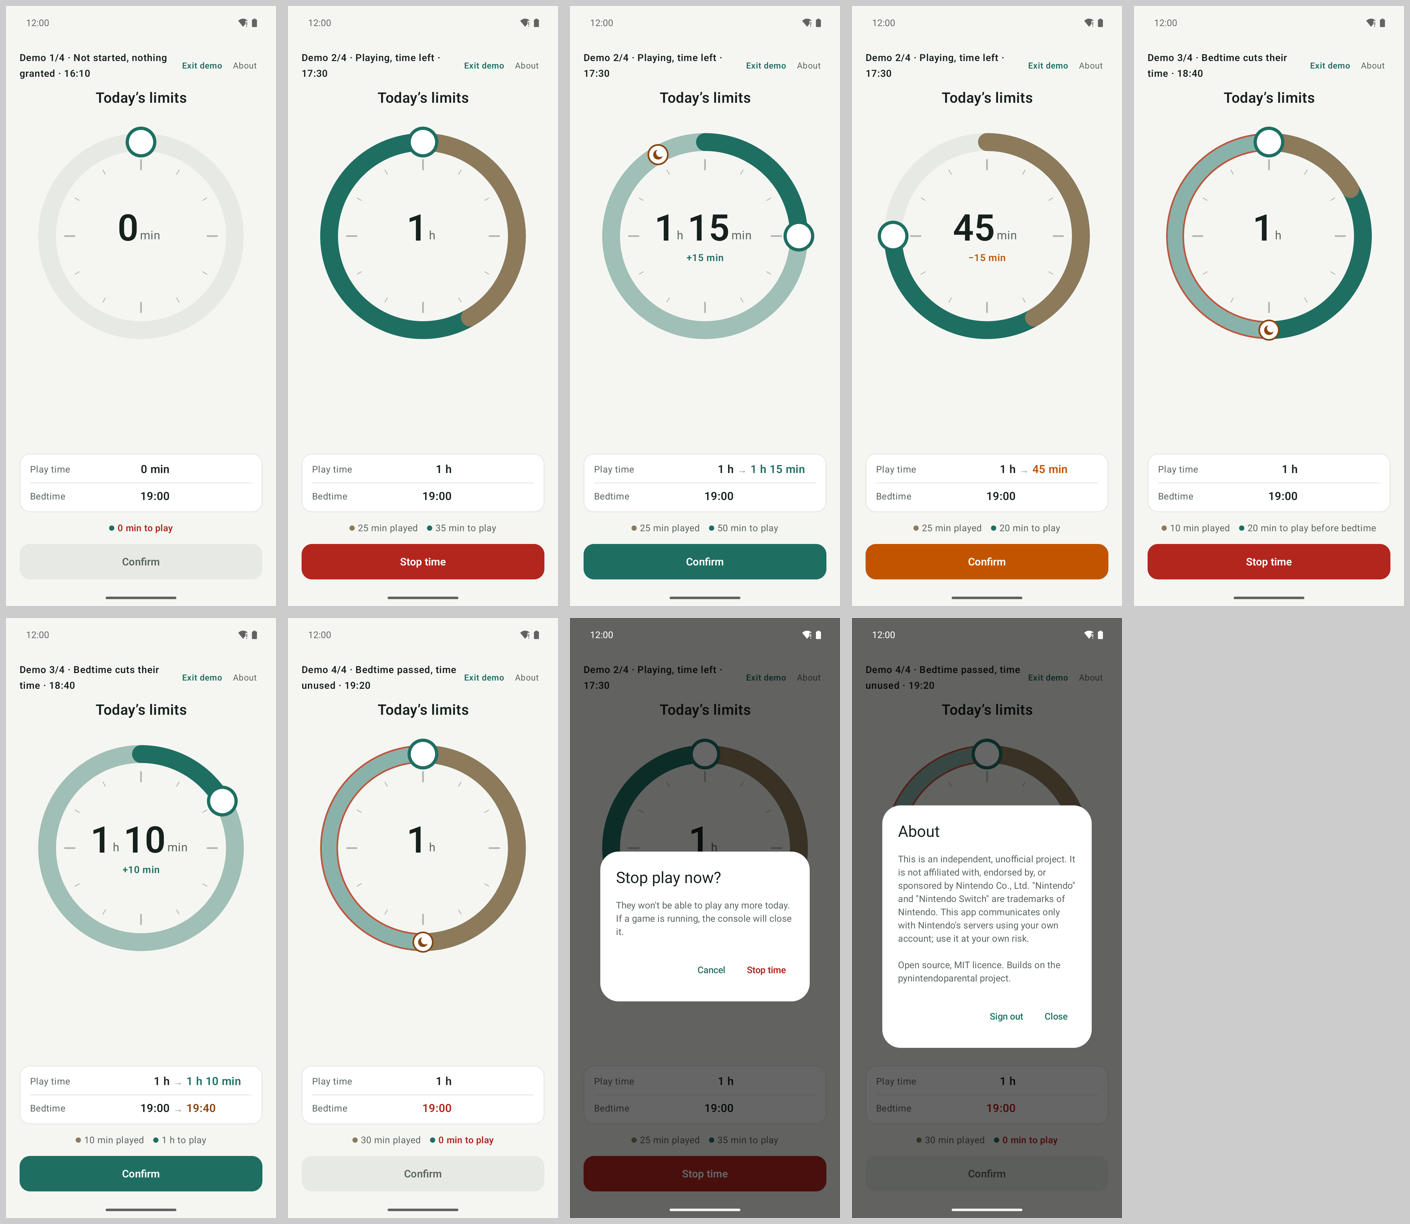 12:00
Demo 1/4 · Not started, nothing
granted · 16:10
Exit demo
About
Today’s limits
0 min
Play time
0 min
Bedtime
19:00
0 min to play
Confirm
12:00
Demo 2/4 · Playing, time left ·
17:30
Exit demo
About
Today’s limits
1 h
Play time
1 h
Bedtime
19:00
25 min played
35 min to play
Stop time
12:00
Demo 2/4 · Playing, time left ·
17:30
Exit demo
About
Today’s limits
1 h 15 min
+15 min
Play time
1 h → 1 h 15 min
Bedtime
19:00
25 min played
50 min to play
Confirm
12:00
Demo 2/4 · Playing, time left ·
17:30
Exit demo
About
Today’s limits
45 min
−15 min
Play time
1 h → 45 min
Bedtime
19:00
25 min played
20 min to play
Confirm
Demo 3/4 · Bedtime cuts their
time · 18:40
Exit demo
About
Today’s limits
1 h
Play time
1 h
Bedtime
19:00
10 min played
20 min to play before bedtime
Stop time
12:00
Demo 3/4 · Bedtime cuts their
time · 18:40
Exit demo
About
Today’s limits
1 h 10 min
+10 min
Play time
1 h → 1 h 10 min
Bedtime
19:00 → 19:40
10 min played
1 h to play
Confirm
12:00
Demo 4/4 · Bedtime passed, time
unused · 19:20
Exit demo
About
Today’s limits
1 h
Play time
1 h
Bedtime
19:00
30 min played
0 min to play
Confirm
12:00
Demo 2/4 · Playing, time left ·
17:30
Exit demo
About
Today’s limits
1 h
Stop play now?
They won't be able to play any more today.
If a game is running, the console will close
it.
Cancel
Stop time
Play time
1 h
Bedtime
19:00
25 min played
35 min to play
Stop time
12:00
Demo 4/4 · Bedtime passed, time
unused · 19:20
Exit demo
About
Today’s limits
About
This is an independent, unofficial project. It
is not affiliated with, endorsed by, or
sponsored by Nintendo Co., Ltd. "Nintendo"
and "Nintendo Switch" are trademarks of
Nintendo. This app communicates only
with Nintendo's servers using your own
account; use it at your own risk.
Open source, MIT licence. Builds on the
pynintendoparental project.
Sign out
Close
Play time
1 h
Bedtime
19:00
30 min played
0 min to play
Confirm